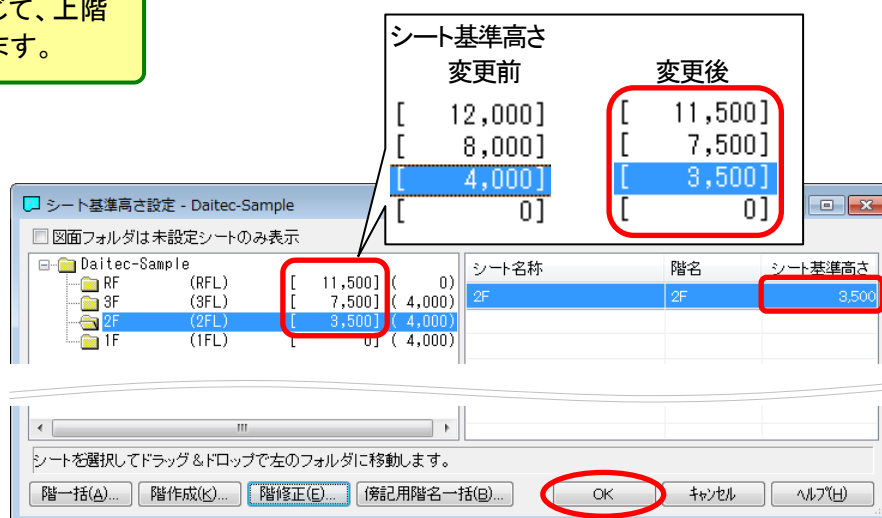 て、上階
ます。
シート基準高さ
変更前 変更後
[ 12,000] [ 11,500]
[ 8,000] [ 7,500]
[ 4,000] [ 3,500]
[ 0] [ 0]
シート基準高さ設定 - Daitec-Sample
図面フォルダは未設定シートのみ表示
Daitec-Sample
RF (RFL) [ 11,500] ( 0)
3F (3FL) [ 7,500] ( 4,000)
2F (2FL) [ 3,500] ( 4,000)
1F (1FL) [ 0] ( 4,000)
シート名称 階名 シート基準高さ
2F 2F 3,500
シートを選択してドラッグ&ドロップで左のフォルダに移動します。
階一括(A)... 階作成(K)... 階修正(E)... 傍記用階名一括(B)... OK キャンセル ヘルプ(H)